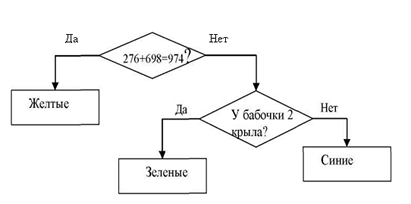 Да
Нет
276+698=974?
Желтые
Да
У бабочки 2
крыла?
Нет
Зеленые
Синие